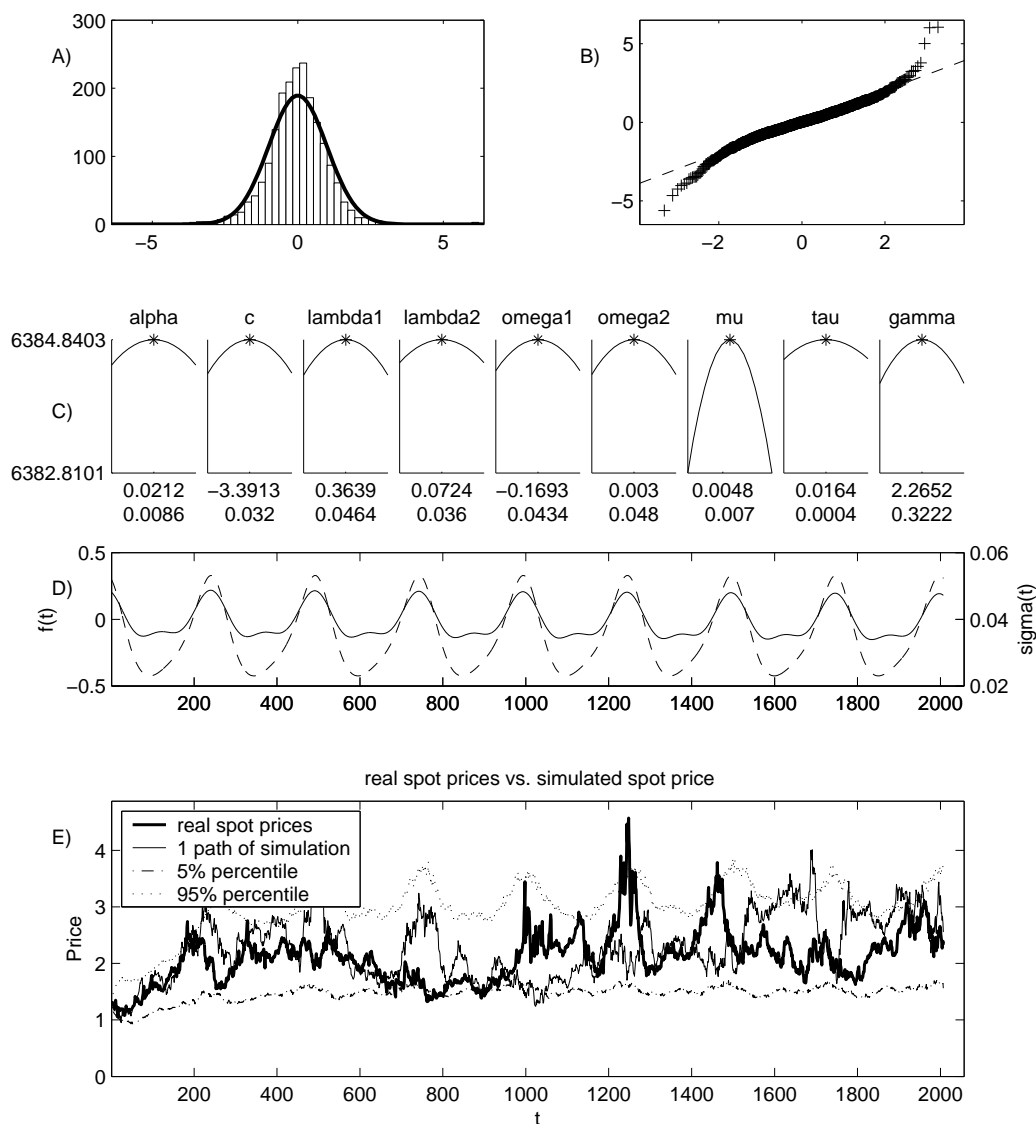 300
A)
200
100
0
−5 0 5
B)
5
0
−5
−2 0 2
alpha c lambda1 lambda2 omega1 omega2 mu tau gamma
6384.8403
C)
6382.8101
0.0212 −3.3913 0.3639 0.0724 −0.1693 0.003 0.0048 0.0164 2.2652
0.0086 0.032 0.0464 0.036 0.0434 0.048 0.007 0.0004 0.3222
0.5 0.06
D)
f(t) 0 0.04 sigma(t)
−0.5 0.02
200 400 600 800 1000 1200 1400 1600 1800 2000
real spot prices vs. simulated spot price
E)
real spot prices
1 path of simulation
5% percentile
95% percentile
4
3
Price
2
1
0
200 400 600 800 1000 1200 1400 1600 1800 2000
t